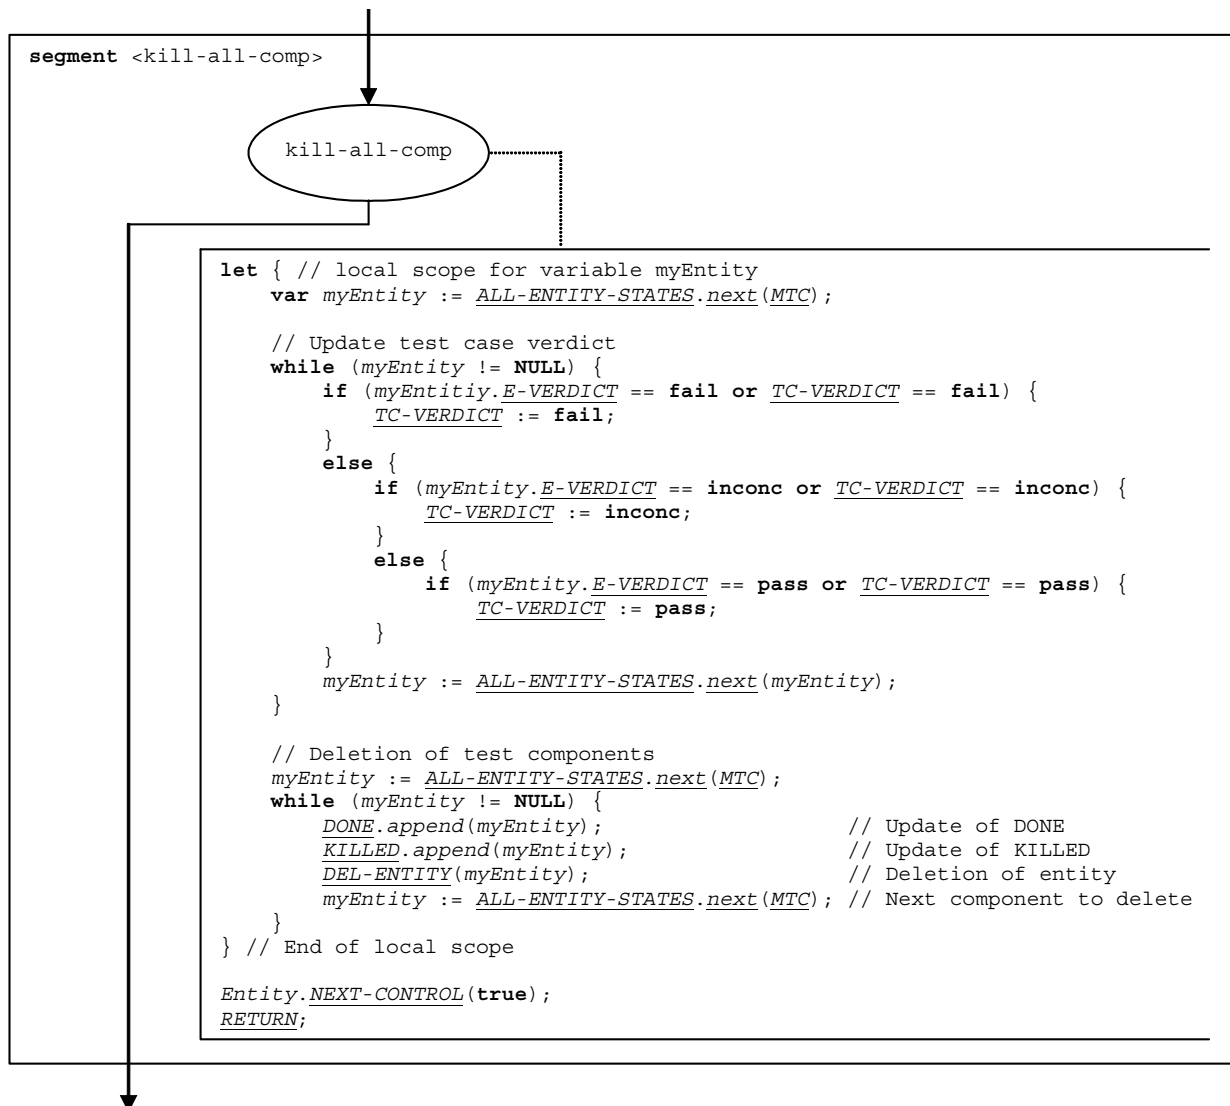 segment <kill-all-comp>
kill-all-comp
let { // local scope for variable myEntity
var myEntity := ALL-ENTITY-STATES.next(MTC);
// Update test case verdict
while (myEntity != NULL) {
if (myEntitiy.E-VERDICT == fail or TC-VERDICT == fail) {
TC-VERDICT := fail;
}
else {
if (myEntity.E-VERDICT == inconc or TC-VERDICT == inconc) {
TC-VERDICT := inconc;
}
else {
if (myEntity.E-VERDICT == pass or TC-VERDICT == pass) {
TC-VERDICT := pass;
}
}
myEntity := ALL-ENTITY-STATES.next(myEntity);
}
// Deletion of test components
myEntity := ALL-ENTITY-STATES.next(MTC);
while (myEntity != NULL) {
DONE.append(myEntity); // Update of DONE
KILLED.append(myEntity); // Update of KILLED
DEL-ENTITY(myEntity); // Deletion of entity
myEntity := ALL-ENTITY-STATES.next(MTC); // Next component to delete
}
} // End of local scope
Entity.NEXT-CONTROL(true);
RETURN;